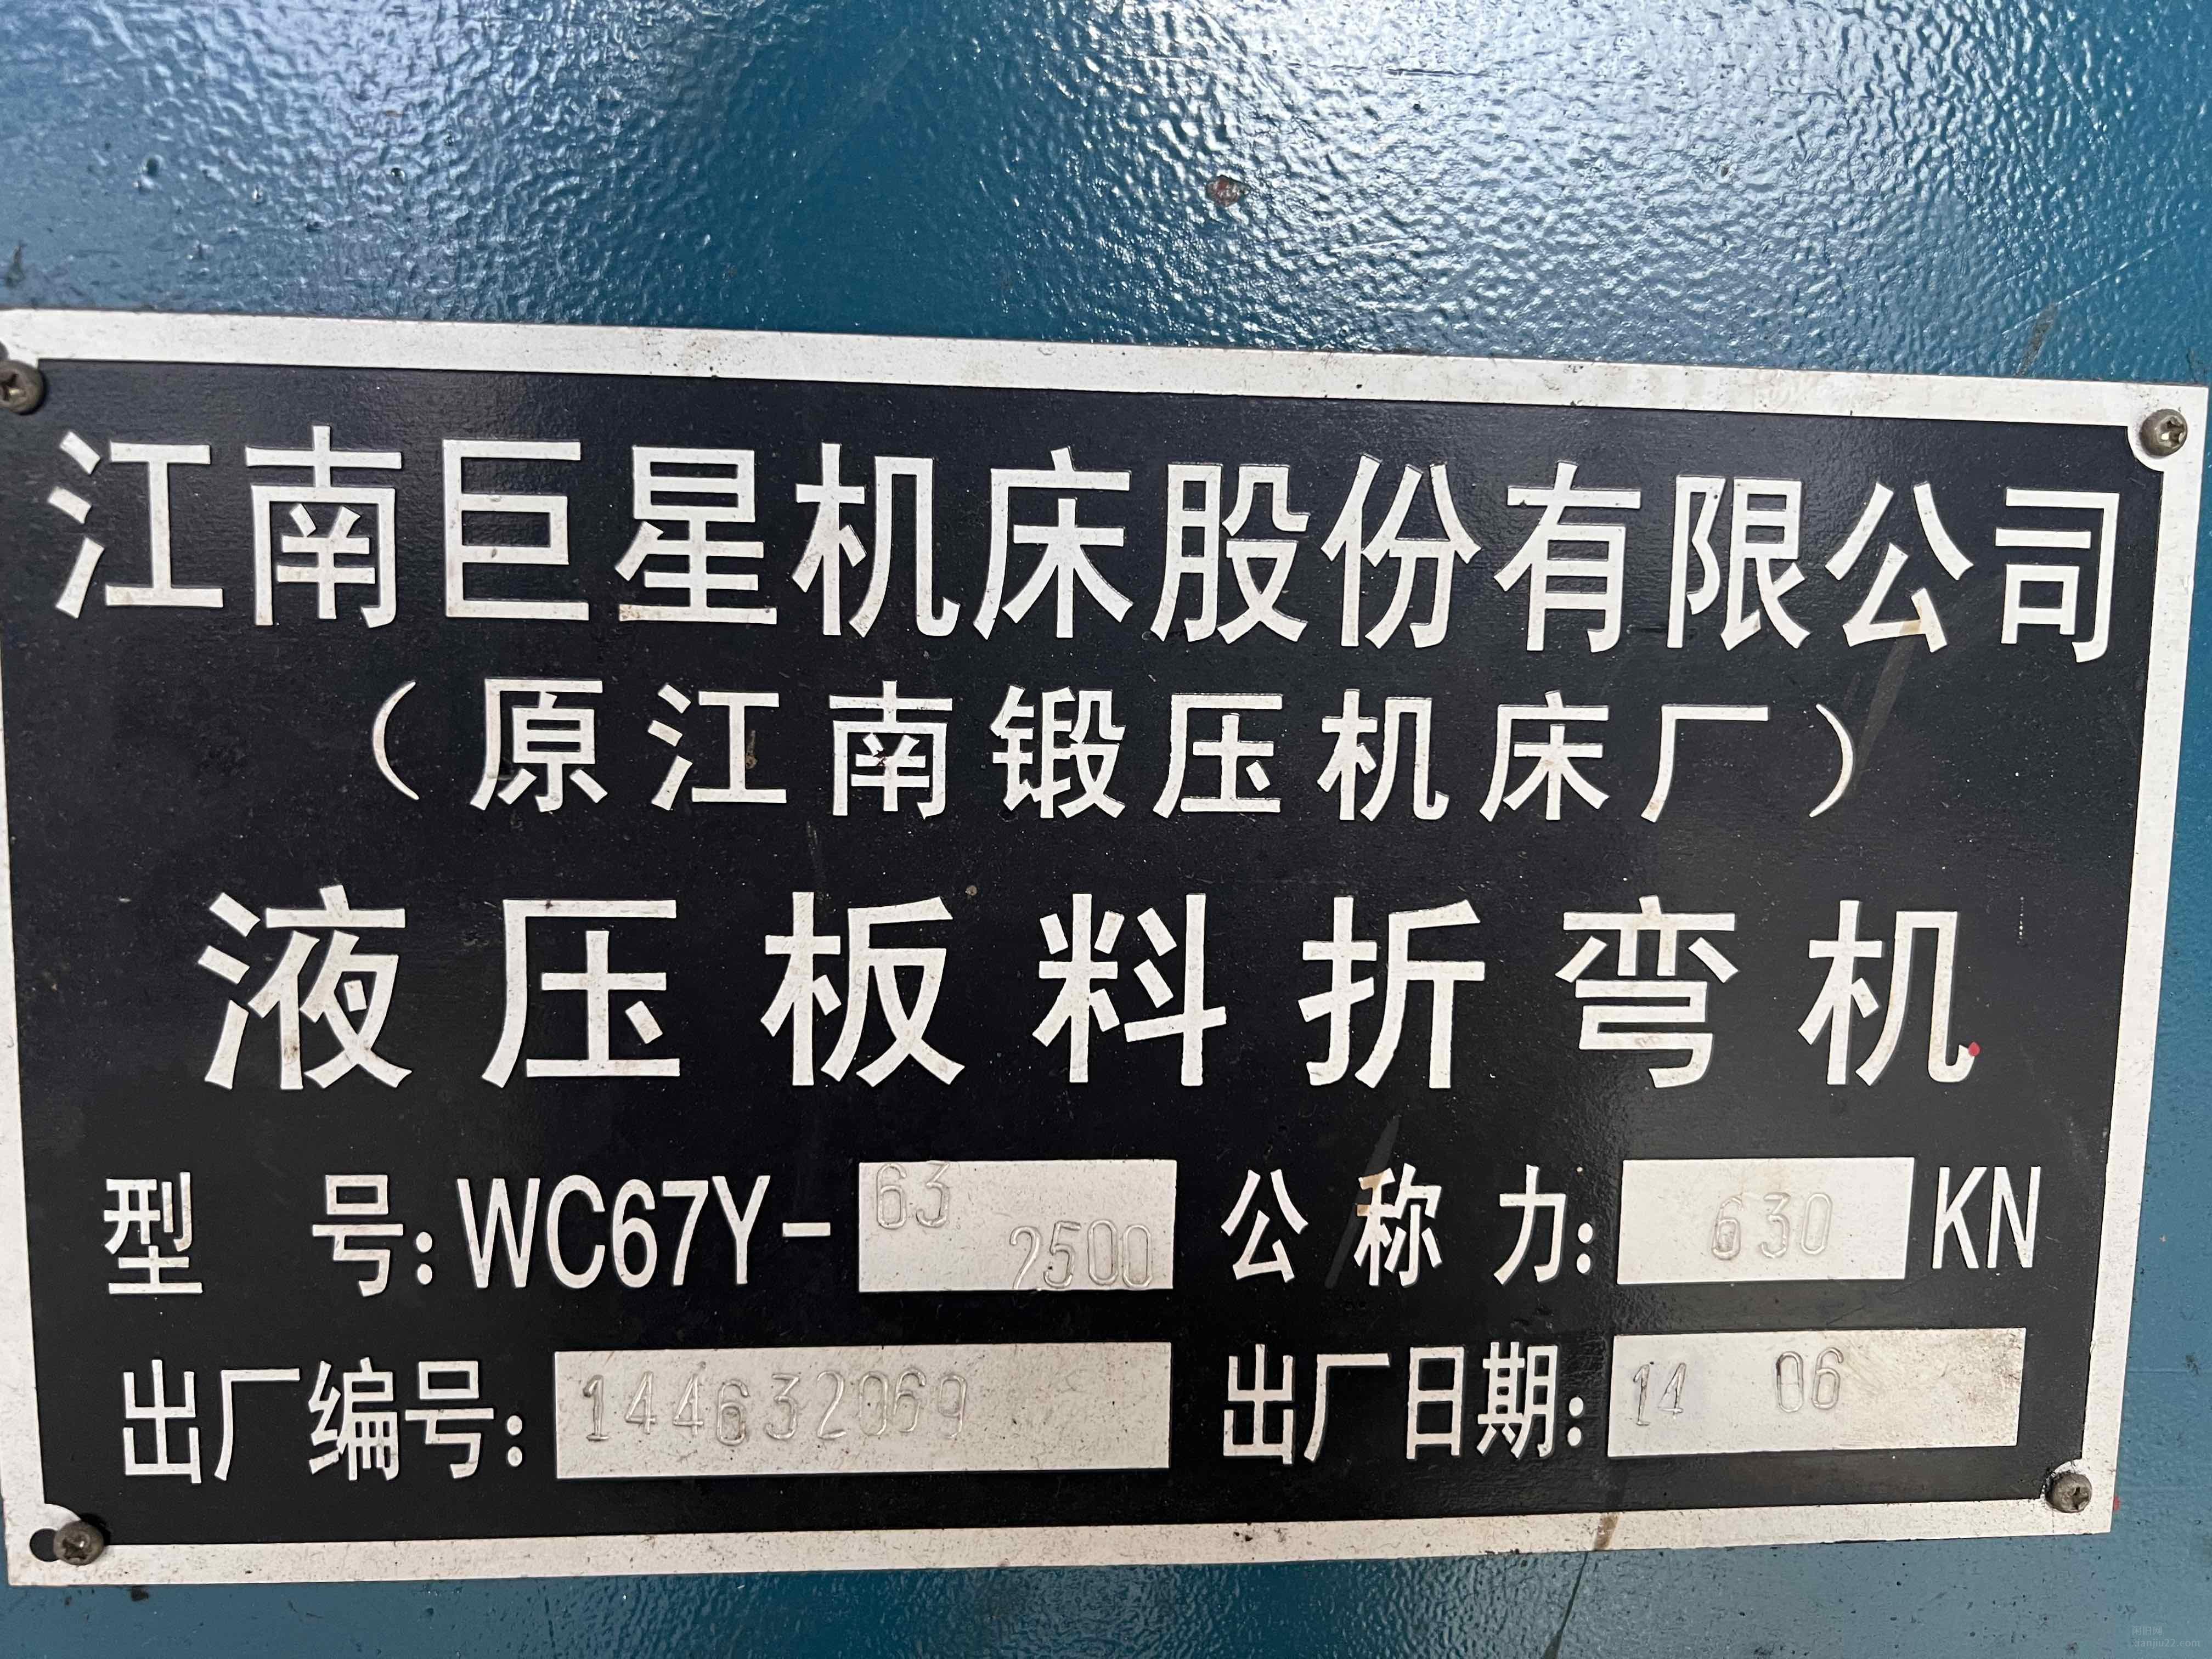 江南巨星机床股份有限公司
（原江南锻压机床厂）
液压板料折弯机
型号：WC67Y-63 2500 公称力：630 KN
出厂编号：144632069 出厂日期：14 06